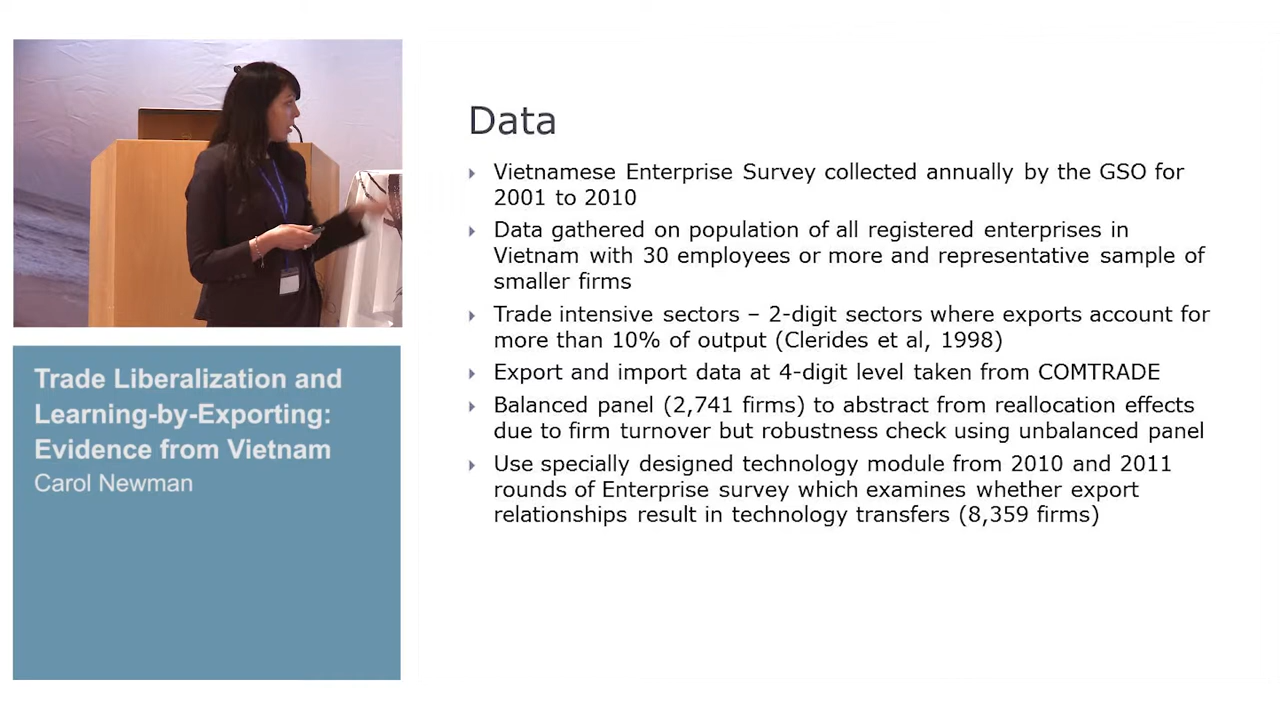 Trade Liberalization and
Learning-by-Exporting:
Evidence from Vietnam
Carol Newman
Data
Vietnamese Enterprise Survey collected annually by the GSO for
2001 to 2010
Data gathered on population of all registered enterprises in
Vietnam with 30 employees or more and representative sample of
smaller firms
Trade intensive sectors – 2-digit sectors where exports account for
more than 10% of output (Clerides et al, 1998)
Export and import data at 4-digit level taken from COMTRADE
Balanced panel (2,741 firms) to abstract from reallocation effects
due to firm turnover but robustness check using unbalanced panel
Use specially designed technology module from 2010 and 2011
rounds of Enterprise survey which examines whether export
relationships result in technology transfers (8,359 firms)